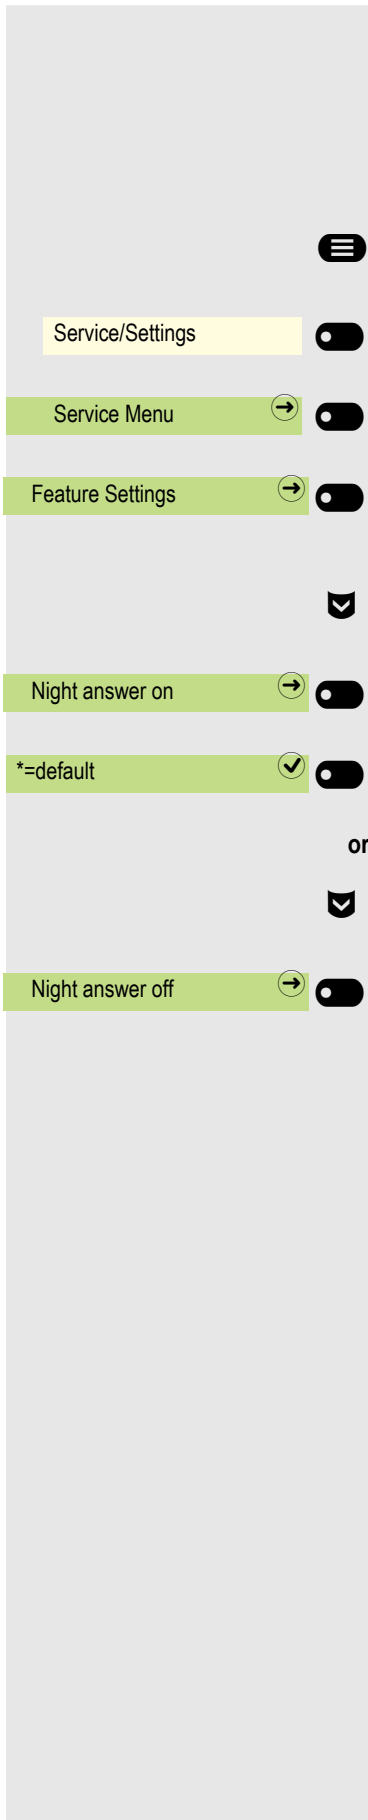 Service/Settings
Service Menu
Feature Settings
Night answer on
*=default
or
Night answer off